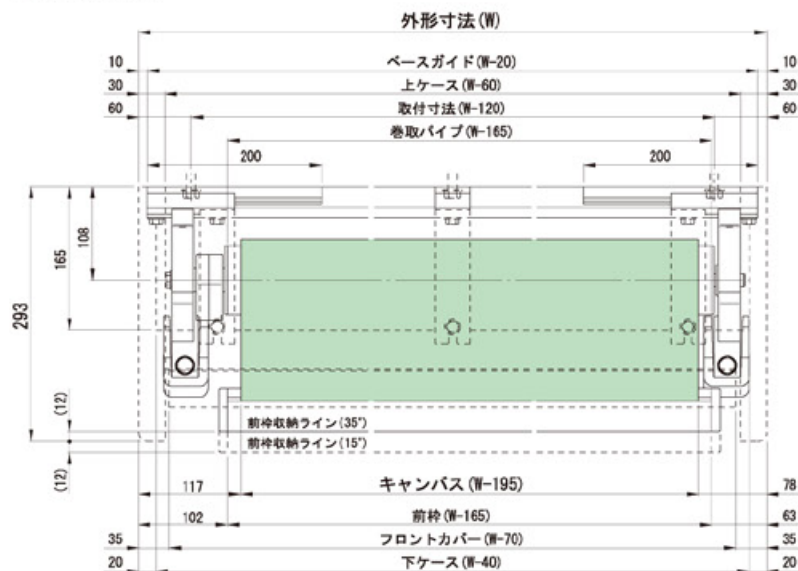 外形寸法(W)
10 ベースガイド(W-20) 10
30 上ケース(W-60) 30
60 取付寸法(W-120) 60
巻取パイプ(W-165)
200 200
108
165
293
(12)
前枠収納ライン(35°)
前枠収納ライン(15°)
(12)
117 キャンバス(W-195) 78
102 前枠(W-165) 63
35 フロントカバー(W-70) 35
20 下ケース(W-40) 20